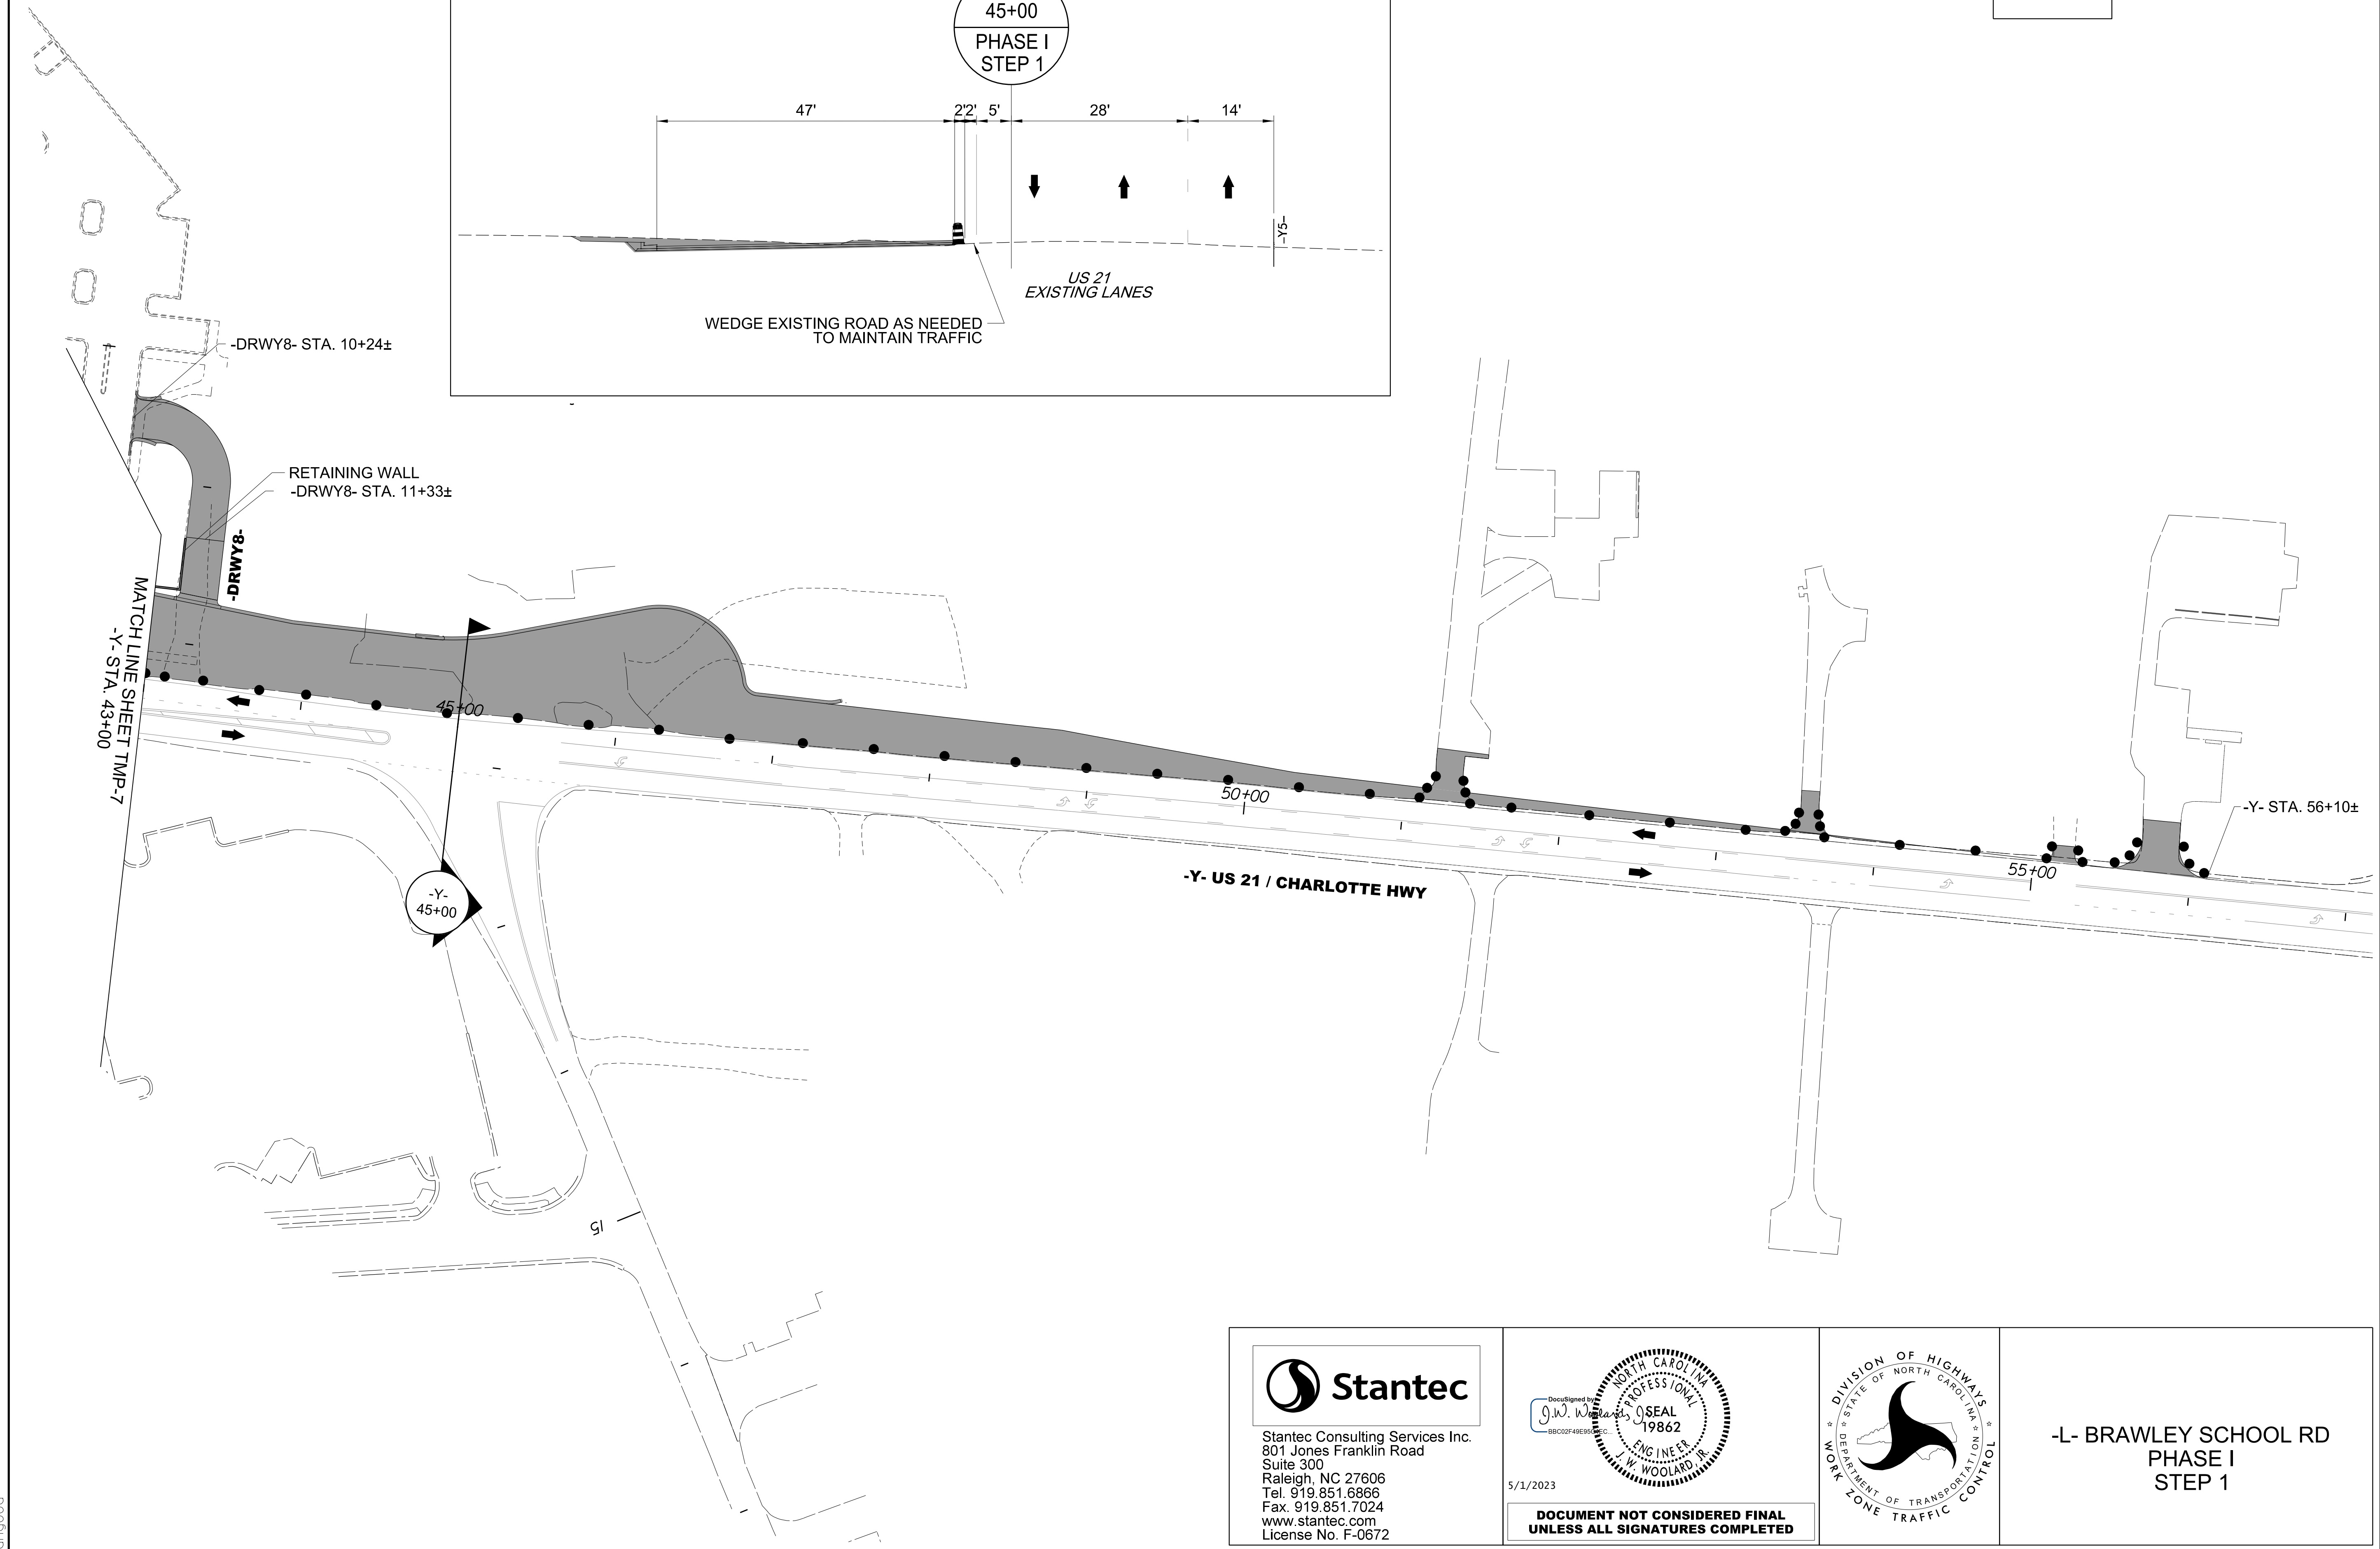 45+00
PHASE I
STEP 1
47'
2'
2'
5'
28'
14'
-Y5-
US 21
EXISTING LANES
WEDGE EXISTING ROAD AS NEEDED
TO MAINTAIN TRAFFIC
-DRWY8- STA. 10+24±
RETAINING WALL
-DRWY8- STA. 11+33±
-DRWY8-
MATCH LINE SHEET TMP-7
-Y- STA. 43+00
45+00
50+00
-Y- STA. 56+10±
55+00
-Y- US 21 / CHARLOTTE HWY
-Y-
45+00
15
Stantec
Stantec Consulting Services Inc.
801 Jones Franklin Road
Suite 300
Raleigh, NC 27606
Tel. 919.851.6866
Fax. 919.851.7024
www.stantec.com
License No. F-0672
DocuSigned by:
J.W. Woolard, Jr.
NORTH CAROLINA
PROFESSIONAL
SEAL
19862
ENGINEER
J. W. WOOLARD, JR.
5/1/2023
DOCUMENT NOT CONSIDERED FINAL
UNLESS ALL SIGNATURES COMPLETED
DIVISION OF HIGHWAYS
STATE OF NORTH CAROLINA
DEPARTMENT OF TRANSPORTATION
WORK ZONE TRAFFIC CONTROL
-L- BRAWLEY SCHOOL RD
PHASE I
STEP 1